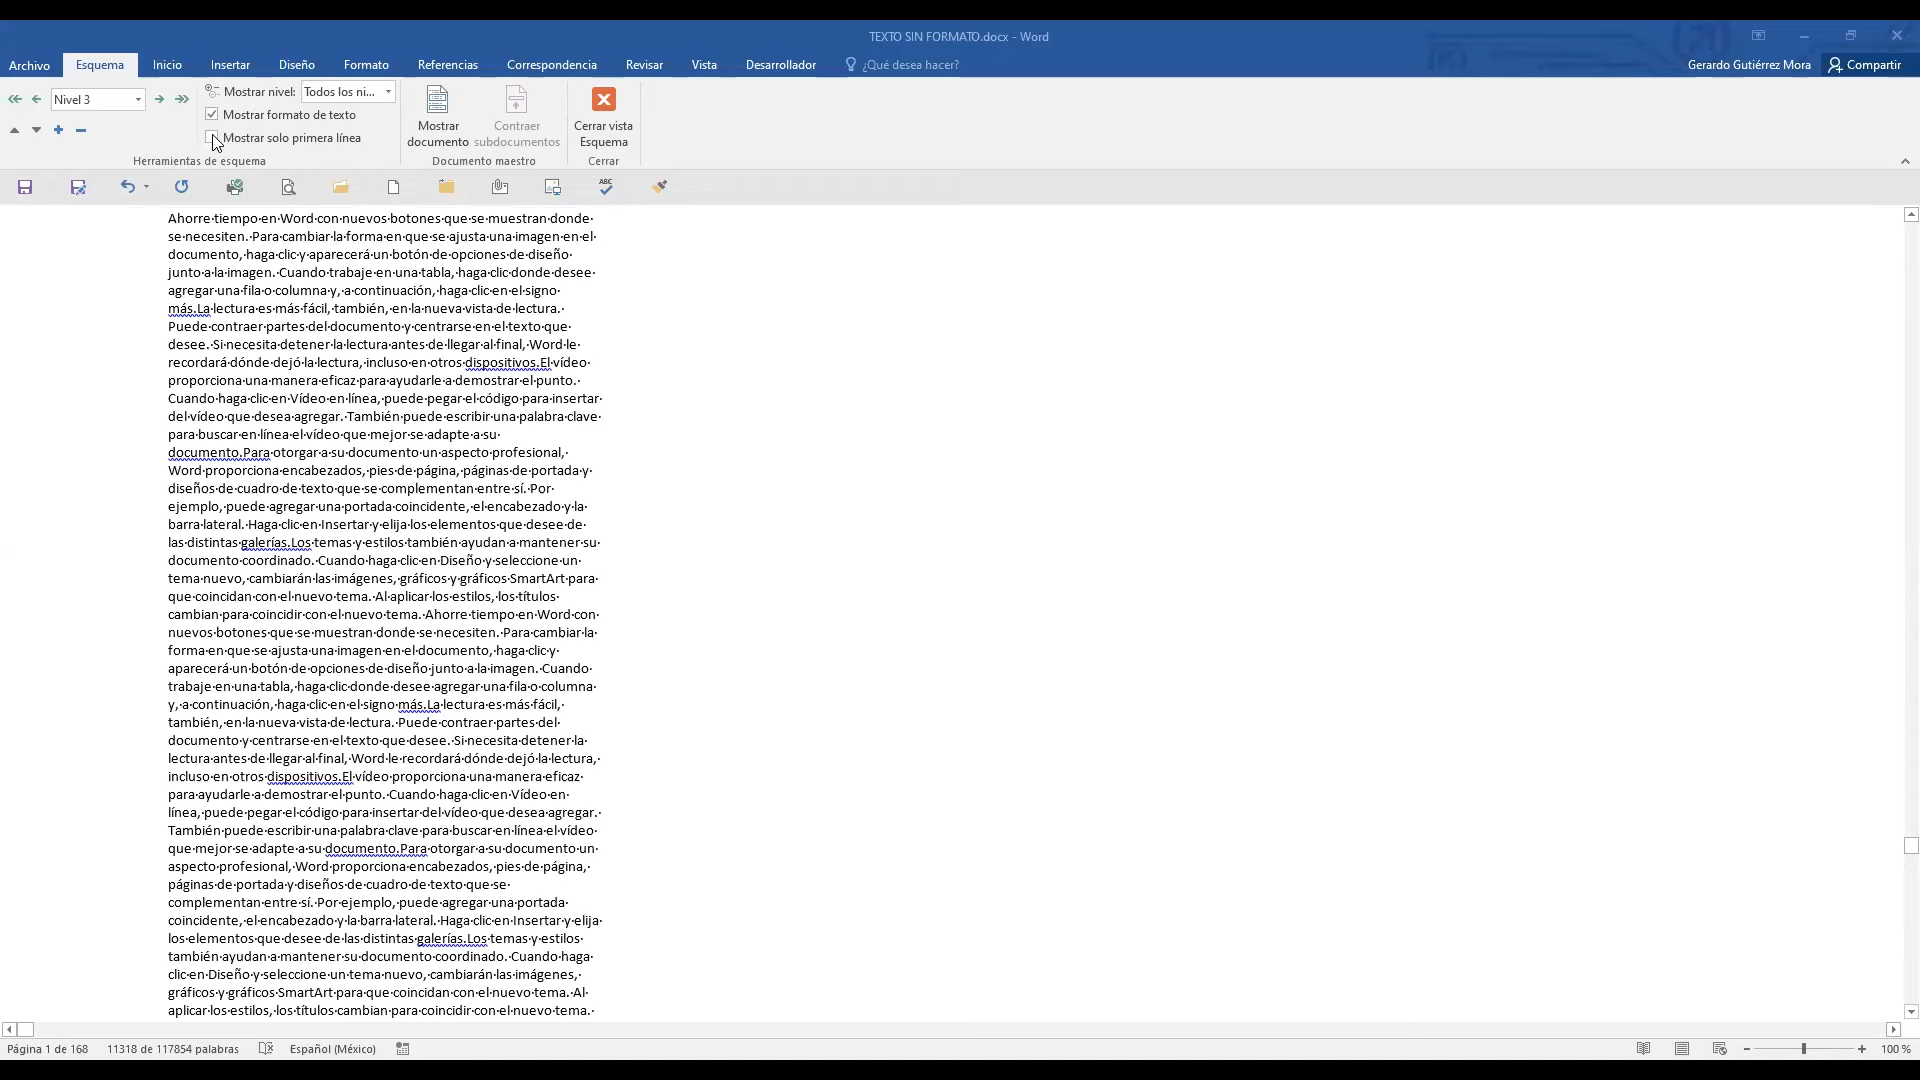 TEXTO SIN FORMATO.docx - Word
Archivo Esquema Inicio Insertar Diseño Formato Referencias Correspondencia Revisar Vista Desarrollador ¿Qué desea hacer? Gerardo Gutiérrez Mora Compartir
Nivel 3
Mostrar nivel: Todos los ni...
Mostrar formato de texto
Mostrar solo primera línea
Herramientas de esquema
Mostrar documento
Contraer subdocumentos
Documento maestro
Cerrar vista Esquema
Cerrar
ABC
Ahorre·tiempo·en·Word·con·nuevos·botones·que·se·muestran·donde·
se·necesiten.·Para·cambiar·la·forma·en·que·se·ajusta·una·imagen·en·el·
documento,·haga·clic·y·aparecerá·un·botón·de·opciones·de·diseño·
junto·a·la·imagen.·Cuando·trabaje·en·una·tabla,·haga·clic·donde·desee·
agregar·una·fila·o·columna·y,·a·continuación,·haga·clic·en·el·signo·
más.La·lectura·es·más·fácil,·también,·en·la·nueva·vista·de·lectura.·
Puede·contraer·partes·del·documento·y·centrarse·en·el·texto·que·
desee.·Si·necesita·detener·la·lectura·antes·de·llegar·al·final,·Word·le·
recordará·dónde·dejó·la·lectura,·incluso·en·otros·dispositivos.El·vídeo·
proporciona·una·manera·eficaz·para·ayudarle·a·demostrar·el·punto.·
Cuando·haga·clic·en·Vídeo·en·línea,·puede·pegar·el·código·para·insertar·
del·vídeo·que·desea·agregar.·También·puede·escribir·una·palabra·clave·
para·buscar·en·línea·el·vídeo·que·mejor·se·adapte·a·su·
documento.Para·otorgar·a·su·documento·un·aspecto·profesional,·
Word·proporciona·encabezados,·pies·de·página,·páginas·de·portada·y·
diseños·de·cuadro·de·texto·que·se·complementan·entre·sí.·Por·
ejemplo,·puede·agregar·una·portada·coincidente,·el·encabezado·y·la·
barra·lateral.·Haga·clic·en·Insertar·y·elija·los·elementos·que·desee·de·
las·distintas·galerías.Los·temas·y·estilos·también·ayudan·a·mantener·su·
documento·coordinado.·Cuando·haga·clic·en·Diseño·y·seleccione·un·
tema·nuevo,·cambiarán·las·imágenes,·gráficos·y·gráficos·SmartArt·para·
que·coincidan·con·el·nuevo·tema.·Al·aplicar·los·estilos,·los·títulos·
cambian·para·coincidir·con·el·nuevo·tema.·Ahorre·tiempo·en·Word·con·
nuevos·botones·que·se·muestran·donde·se·necesiten.·Para·cambiar·la·
forma·en·que·se·ajusta·una·imagen·en·el·documento,·haga·clic·y·
aparecerá·un·botón·de·opciones·de·diseño·junto·a·la·imagen.·Cuando·
trabaje·en·una·tabla,·haga·clic·donde·desee·agregar·una·fila·o·columna·
y,·a·continuación,·haga·clic·en·el·signo·más.La·lectura·es·más·fácil,·
también,·en·la·nueva·vista·de·lectura.·Puede·contraer·partes·del·
documento·y·centrarse·en·el·texto·que·desee.·Si·necesita·detener·la·
lectura·antes·de·llegar·al·final,·Word·le·recordará·dónde·dejó·la·lectura,·
incluso·en·otros·dispositivos.El·vídeo·proporciona·una·manera·eficaz·
para·ayudarle·a·demostrar·el·punto.·Cuando·haga·clic·en·Vídeo·en·
línea,·puede·pegar·el·código·para·insertar·del·vídeo·que·desea·agregar.·
También·puede·escribir·una·palabra·clave·para·buscar·en·línea·el·vídeo·
que·mejor·se·adapte·a·su·documento.Para·otorgar·a·su·documento·un·
aspecto·profesional,·Word·proporciona·encabezados,·pies·de·página,·
páginas·de·portada·y·diseños·de·cuadro·de·texto·que·se·
complementan·entre·sí.·Por·ejemplo,·puede·agregar·una·portada·
coincidente,·el·encabezado·y·la·barra·lateral.·Haga·clic·en·Insertar·y·elija·
los·elementos·que·desee·de·las·distintas·galerías.Los·temas·y·estilos·
también·ayudan·a·mantener·su·documento·coordinado.·Cuando·haga·
clic·en·Diseño·y·seleccione·un·tema·nuevo,·cambiarán·las·imágenes,·
gráficos·y·gráficos·SmartArt·para·que·coincidan·con·el·nuevo·tema.·Al·
aplicar·los·estilos,·los·títulos·cambian·para·coincidir·con·el·nuevo·tema.·
Página 1 de 168 11318 de 117854 palabras Español (México) 100 %